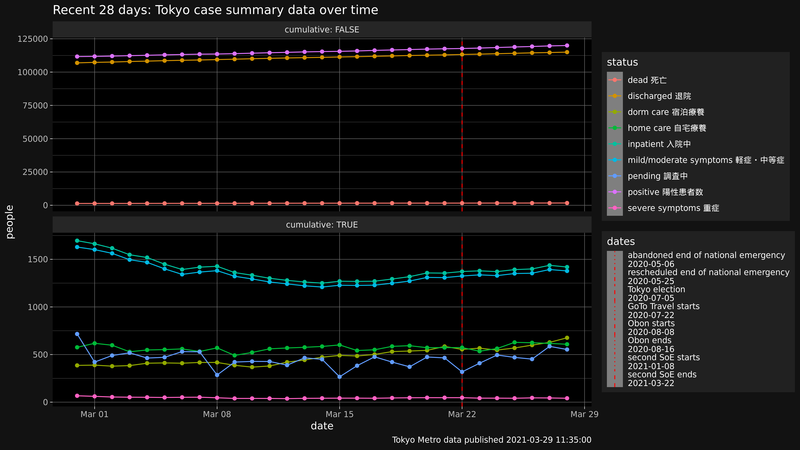 Recent 28 days: Tokyo case summary data over time
cumulative: FALSE
125000
100000
75000
50000
25000
0
cumulative: TRUE
1500
1000
500
0
people
Mar 01
Mar 08
Mar 15
Mar 22
Mar 29
date
Tokyo Metro data published 2021-03-29 11:35:00
status
dead 死亡
discharged 退院
dorm care 宿泊療養
home care 自宅療養
inpatient 入院中
mild/moderate symptoms 軽症・中等症
pending 調査中
positive 陽性患者数
severe symptoms 重症
dates
abandoned end of national emergency
2020-05-06
rescheduled end of national emergency
2020-05-25
Tokyo election
2020-07-05
GoTo Travel starts
2020-07-22
Obon starts
2020-08-08
Obon ends
2020-08-16
second SoE starts
2021-01-08
second SoE ends
2021-03-22